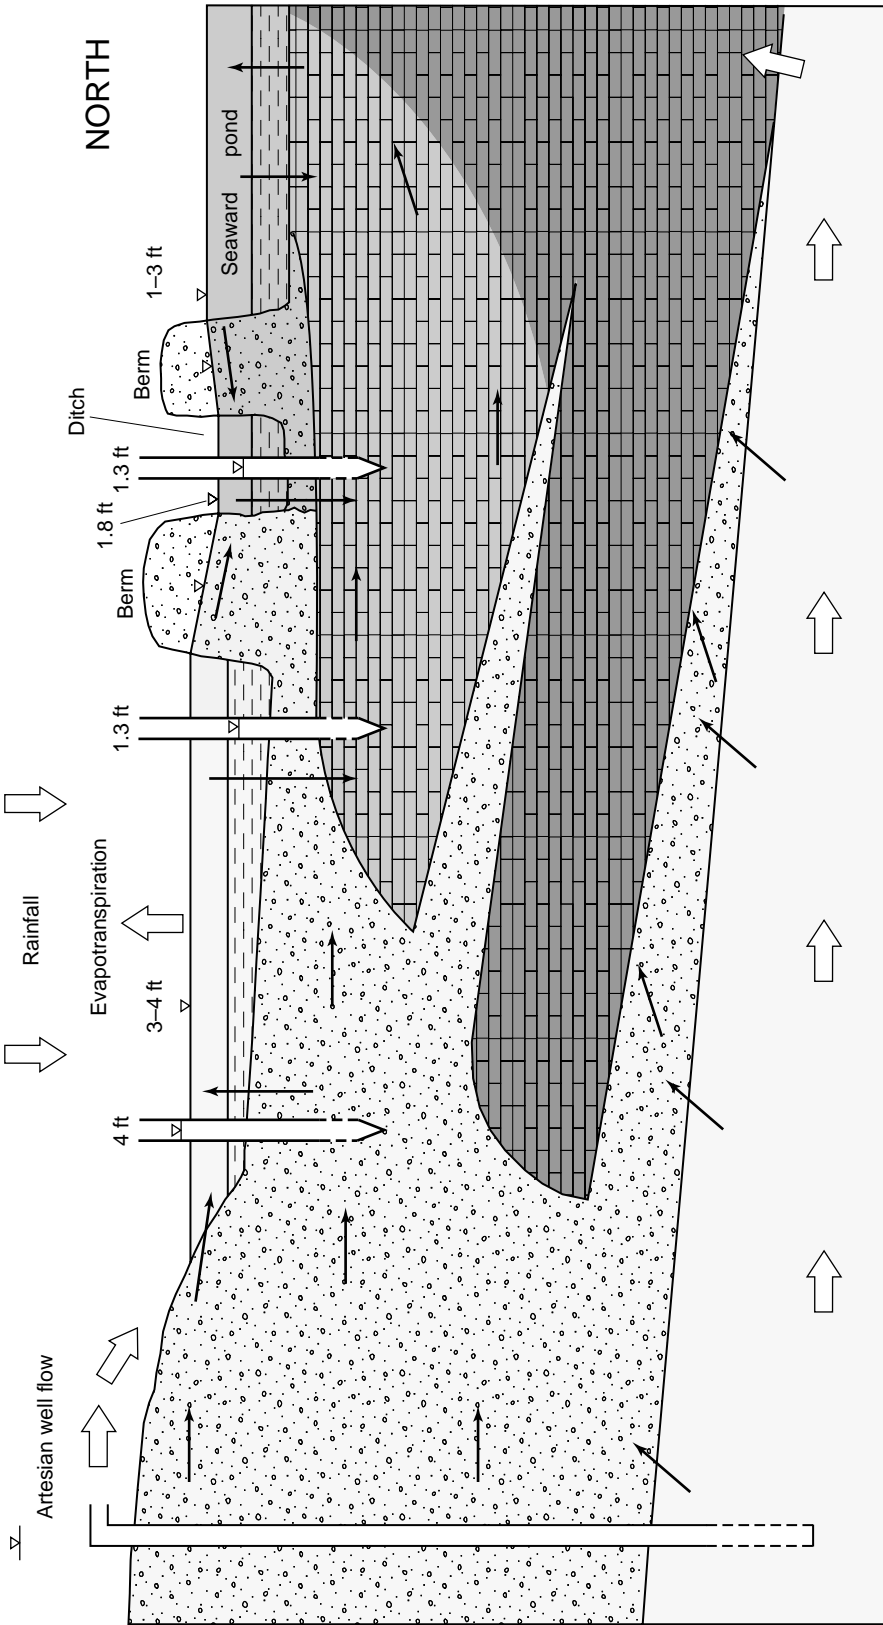 Rainfall
NORTH
Artesian well flow
Evapotranspiration
Ditch
4 ft
3–4 ft
1.3 ft
Berm
1.8 ft
1.3 ft
Berm
1–3 ft
Seaward pond